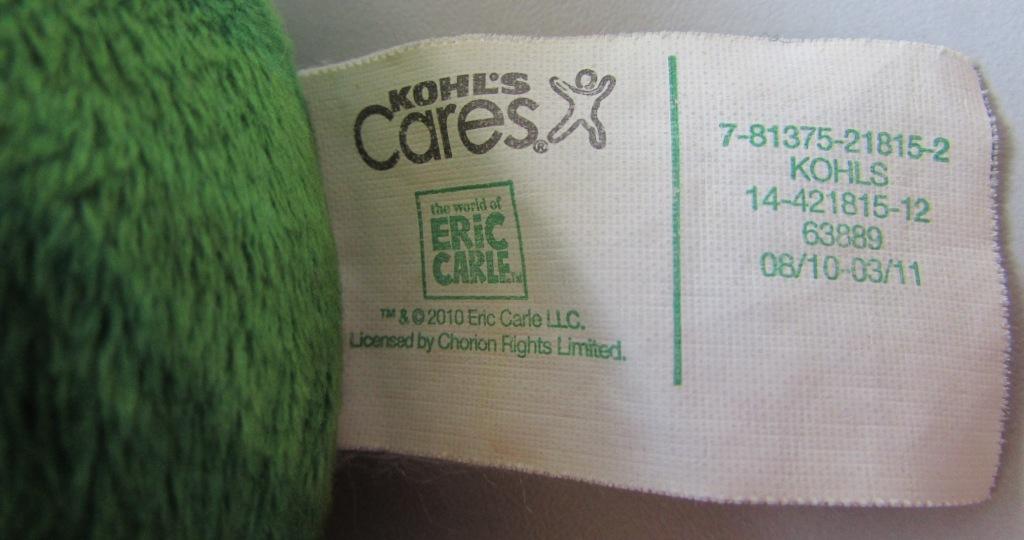 KOHL'S
Cares®
the world of
ERiC
CARLE™
™ & © 2010 Eric Carle LLC.
Licensed by Chorion Rights Limited.
7-81375-21815-2
KOHLS
14-421815-12
63889
08/10-03/11